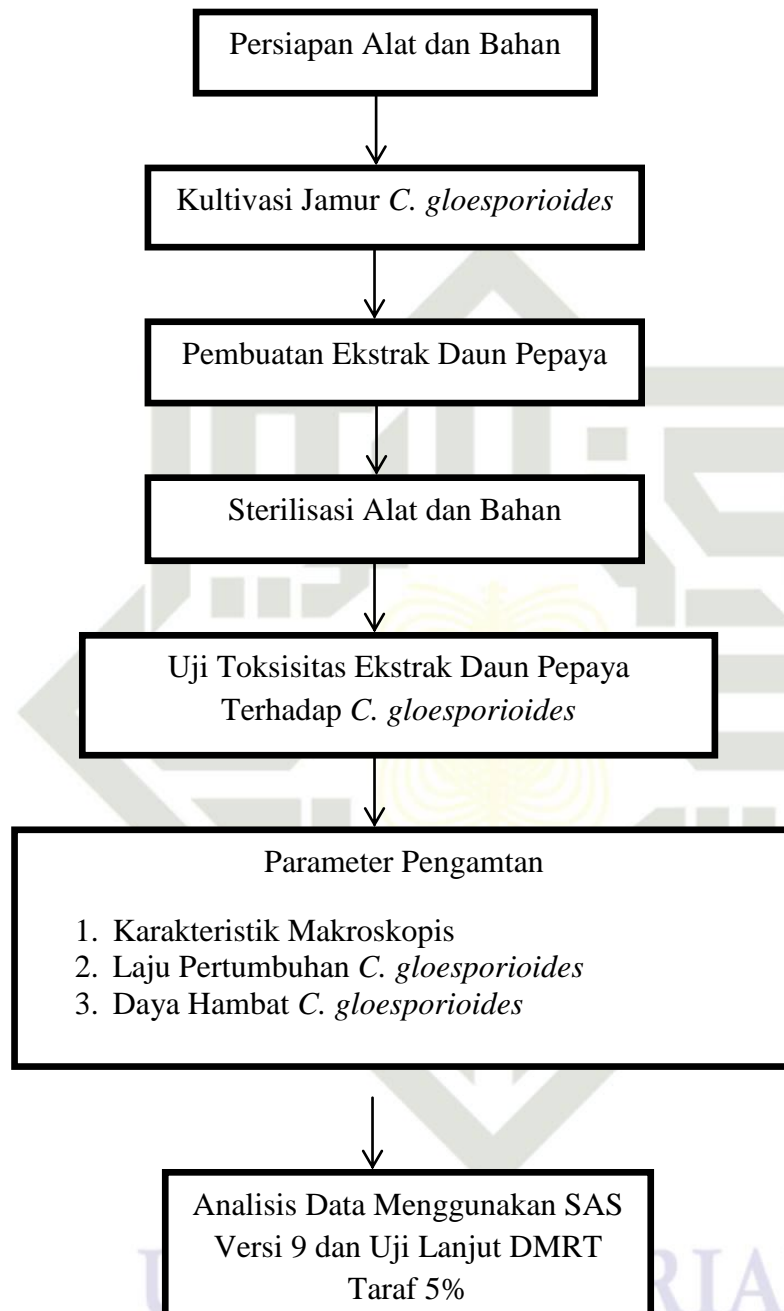 Persiapan Alat dan Bahan
Kultivasi Jamur C. gloesporioides
Pembuatan Ekstrak Daun Pepaya
Sterilisasi Alat dan Bahan
Uji Toksisitas Ekstrak Daun Pepaya
Terhadap C. gloesporioides
Parameter Pengamtan
1. Karakteristik Makroskopis
2. Laju Pertumbuhan C. gloesporioides
3. Daya Hambat C. gloesporioides
Analisis Data Menggunakan SAS
Versi 9 dan Uji Lanjut DMRT
Taraf 5%